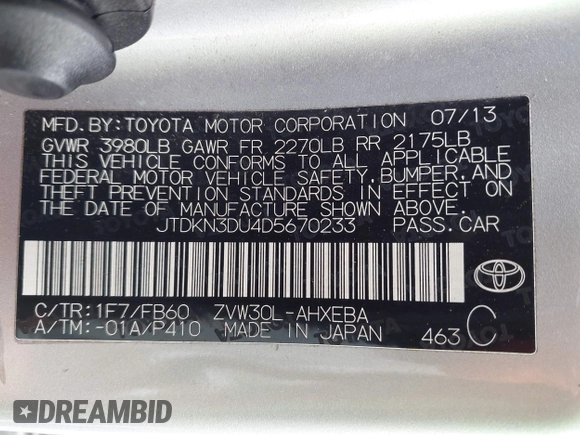 MFD.BY:TOYOTA MOTOR CORPORATION 07/13
GVWR 3980LB GAWR FR 2270LB RR 2175LB
THIS VEHICLE CONFORMS TO ALL APPLICABLE
FEDERAL MOTOR VEHICLE SAFETY,BUMPER,AND
THEFT PREVENTION STANDARDS IN EFFECT ON
THE DATE OF MANUFACTURE SHOWN ABOVE.
JTDKN3DU4D5670233 PASS.CAR
C/TR:1F7/FB60 ZVW30L-AHXEBA
A/TM:-01A/P410 MADE IN JAPAN 463 C
TOYOTA
DREAMBID